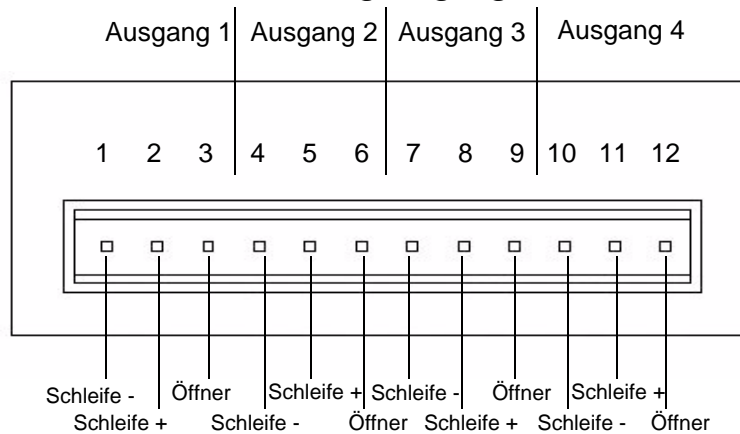 Ausgang 1 Ausgang 2 Ausgang 3 Ausgang 4
1 2 3 4 5 6 7 8 9 10 11 12
Schleife - Öffner Schleife + Schleife - Öffner Schleife +
Schleife + Schleife - Öffner Schleife + Schleife - Öffner